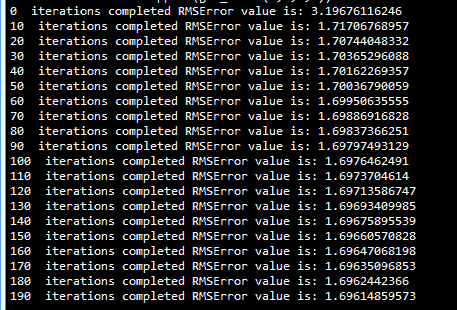 0 iterations completed RMSError value is: 3.19676116246
10 iterations completed RMSError value is: 1.71706768957
20 iterations completed RMSError value is: 1.70744048332
30 iterations completed RMSError value is: 1.70365296088
40 iterations completed RMSError value is: 1.70162269357
50 iterations completed RMSError value is: 1.70036790059
60 iterations completed RMSError value is: 1.69950635555
70 iterations completed RMSError value is: 1.69886916828
80 iterations completed RMSError value is: 1.69837366251
90 iterations completed RMSError value is: 1.69797493129
100 iterations completed RMSError value is: 1.6976462491
110 iterations completed RMSError value is: 1.6973704614
120 iterations completed RMSError value is: 1.69713586747
130 iterations completed RMSError value is: 1.69693409985
140 iterations completed RMSError value is: 1.69675895539
150 iterations completed RMSError value is: 1.69660570828
160 iterations completed RMSError value is: 1.69647068198
170 iterations completed RMSError value is: 1.69635096853
180 iterations completed RMSError value is: 1.6962442366
190 iterations completed RMSError value is: 1.69614859573